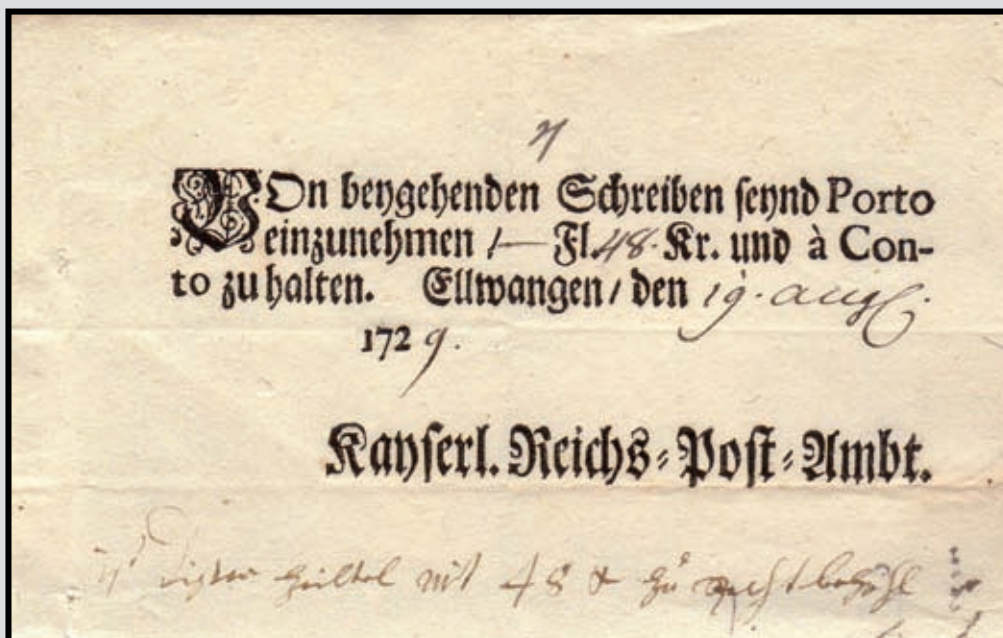 VOn beygehenden Schreiben seynd Porto
einzunehmen 1 — Fl. 48. Kr. und à Con-
to zu halten. Ellwangen / den 19. aug.
1729.
Kayserl. Reichs-Post-Ambt.
mit 48 x